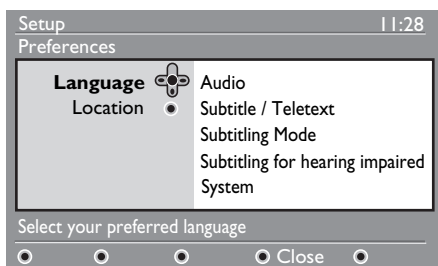 Setup 11:28
Preferences
Language Audio
Location Subtitle / Teletext
Subtitling Mode
Subtitling for hearing impaired
System
Select your preferred language
Close